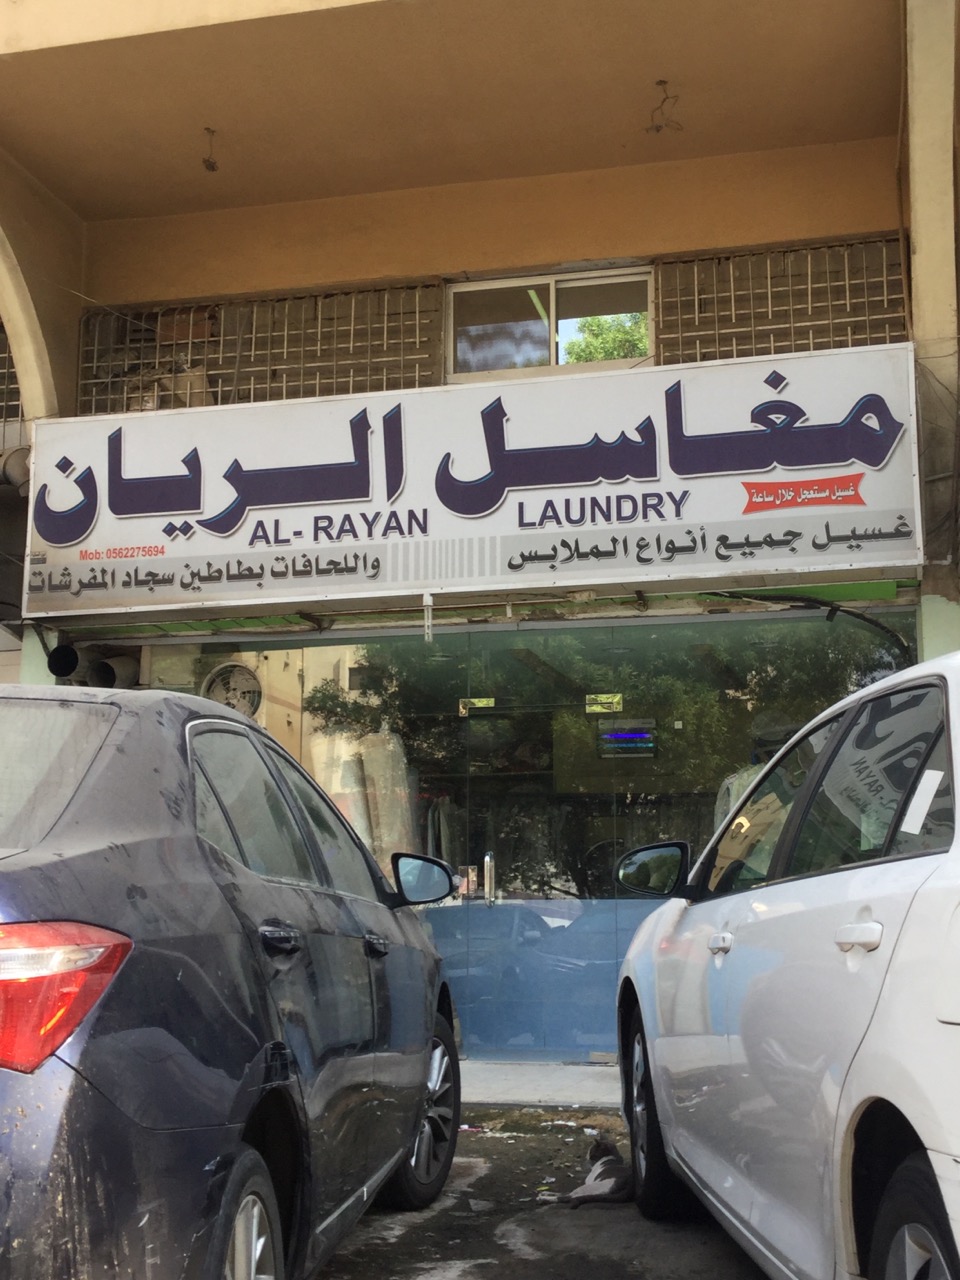 مغاسل الريان
AL- RAYAN LAUNDRY
غسيل مستعجل خلال ساعة
Mob: 0562275694
غسيل جميع أنواع الملابس
واللحافات بطاطين سجاد المفرشات